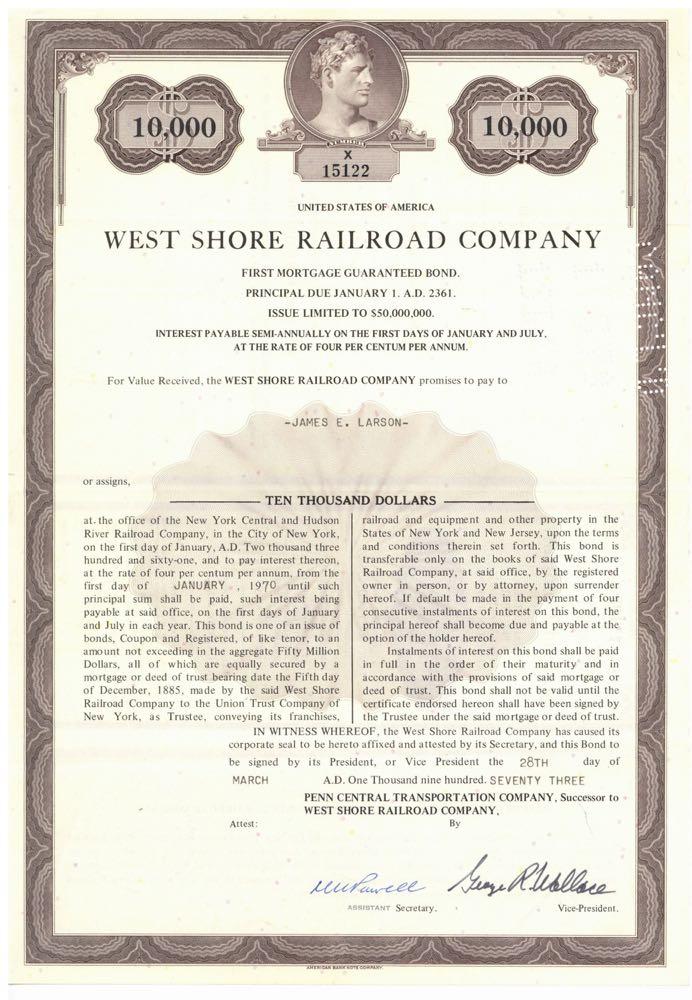 10,000
10,000
NUMBER
X
15122
UNITED STATES OF AMERICA
WEST SHORE RAILROAD COMPANY
FIRST MORTGAGE GUARANTEED BOND.
PRINCIPAL DUE JANUARY 1. A.D. 2361.
ISSUE LIMITED TO $50,000,000.
INTEREST PAYABLE SEMI-ANNUALLY ON THE FIRST DAYS OF JANUARY AND JULY,
AT THE RATE OF FOUR PER CENTUM PER ANNUM.
For Value Received, the WEST SHORE RAILROAD COMPANY promises to pay to
-JAMES E. LARSON-
or assigns,
TEN THOUSAND DOLLARS
at the office of the New York Central and Hudson
River Railroad Company, in the City of New York,
on the first day of January, A.D. Two thousand three
hundred and sixty-one, and to pay interest thereon,
at the rate of four per centum per annum, from the
first day of JANUARY , 1970 until such
principal sum shall be paid, such interest being
payable at said office, on the first days of January
and July in each year. This bond is one of an issue of
bonds, Coupon and Registered, of like tenor, to an
amount not exceeding in the aggregate Fifty Million
Dollars, all of which are equally secured by a
mortgage or deed of trust bearing date the Fifth day
of December, 1885, made by the said West Shore
Railroad Company to the Union Trust Company of
New York, as Trustee, conveying its franchises,
railroad and equipment and other property in the
States of New York and New Jersey, upon the terms
and conditions therein set forth. This bond is
transferable only on the books of said West Shore
Railroad Company, at said office, by the registered
owner in person, or by attorney, upon surrender
hereof. If default be made in the payment of four
consecutive instalments of interest on this bond, the
principal hereof shall become due and payable at the
option of the holder hereof.
Instalments of interest on this bond shall be paid
in full in the order of their maturity and in
accordance with the provisions of said mortgage or
deed of trust. This bond shall not be valid until the
certificate endorsed hereon shall have been signed by
the Trustee under the said mortgage or deed of trust.
IN WITNESS WHEREOF, the West Shore Railroad Company has caused its
corporate seal to be hereto affixed and attested by its Secretary, and this Bond to
be signed by its President, or Vice President the 28TH day of
MARCH A.D. One Thousand nine hundred. SEVENTY THREE
PENN CENTRAL TRANSPORTATION COMPANY, Successor to
WEST SHORE RAILROAD COMPANY,
Attest: By
George R. Wallace
ASSISTANT Secretary. Vice-President.
AMERICAN BANK NOTE COMPANY.